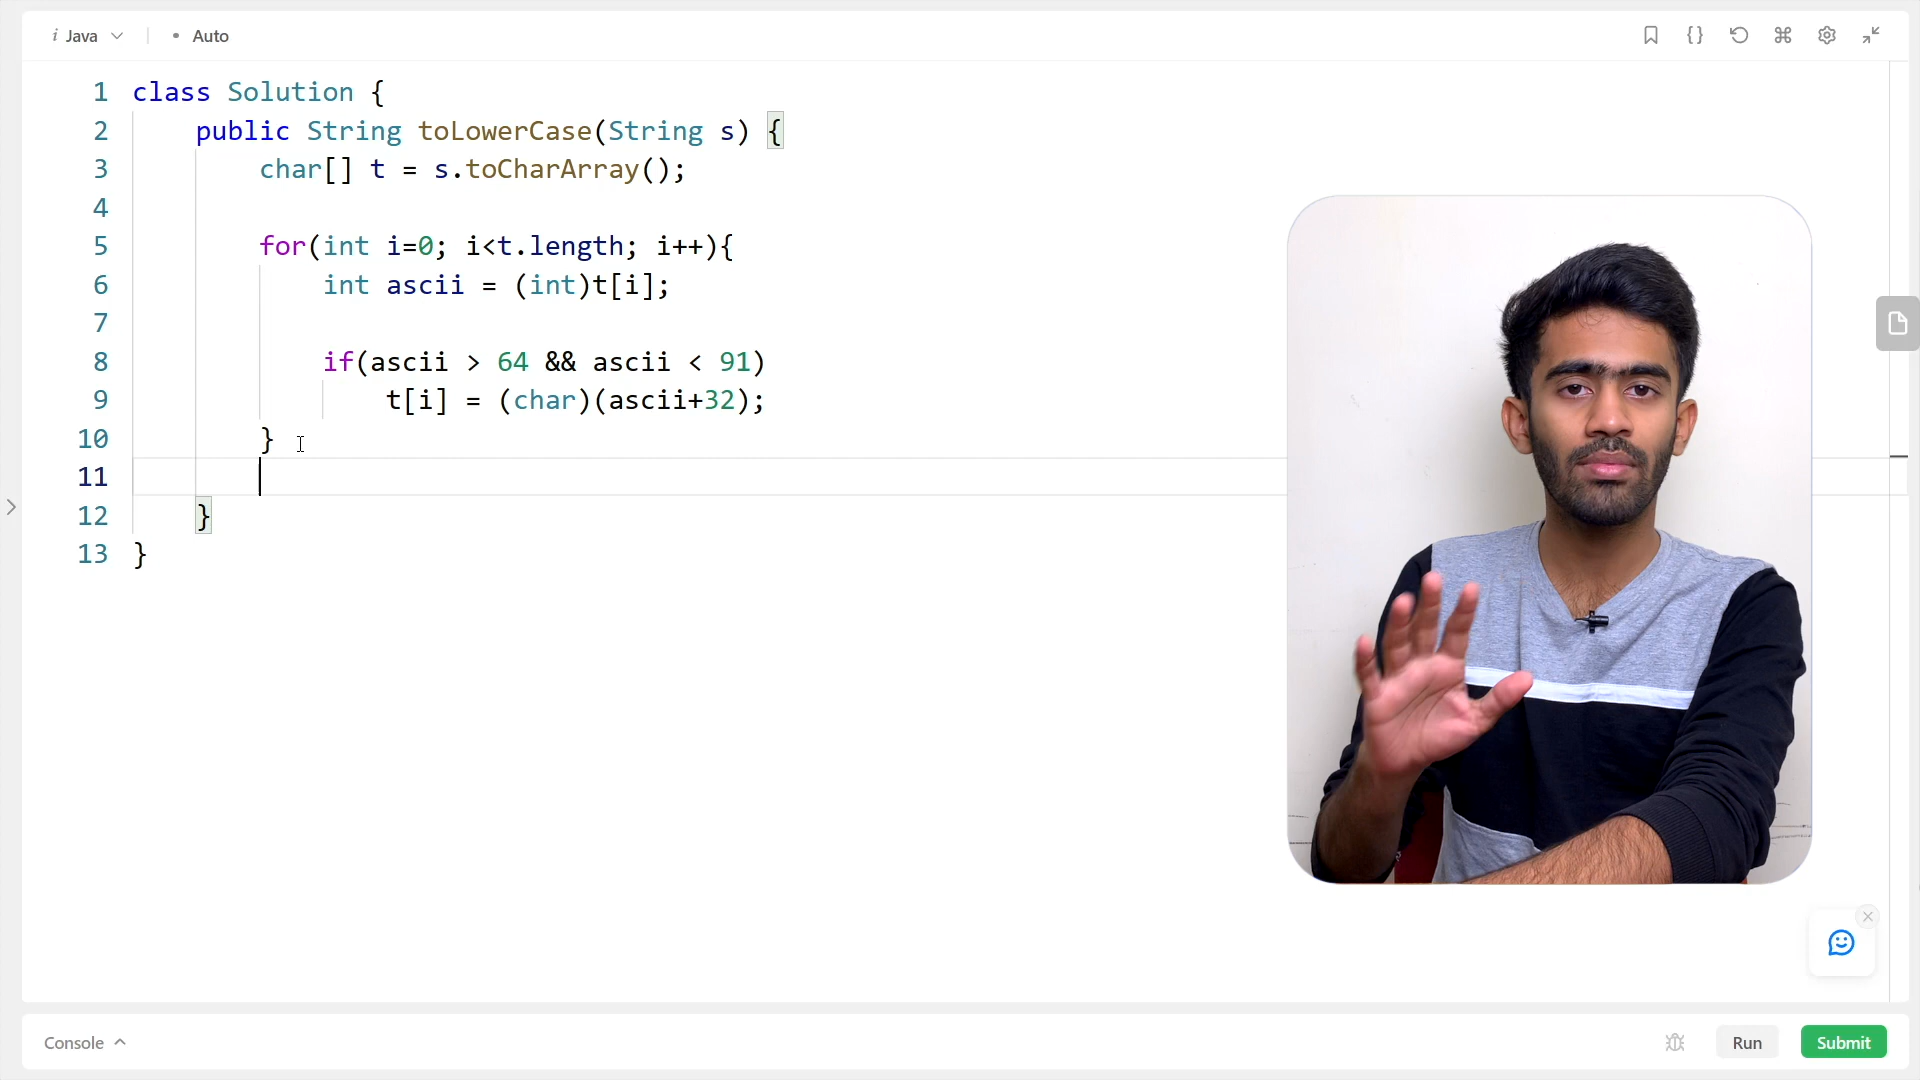 i Java • Auto
1 class Solution {
2 public String toLowerCase(String s) {
3 char[] t = s.toCharArray();
4
5 for(int i=0; i<t.length; i++){
6 int ascii = (int)t[i];
7
8 if(ascii > 64 && ascii < 91)
9 t[i] = (char)(ascii+32);
10 }
11
12 }
13 }
Console Run Submit